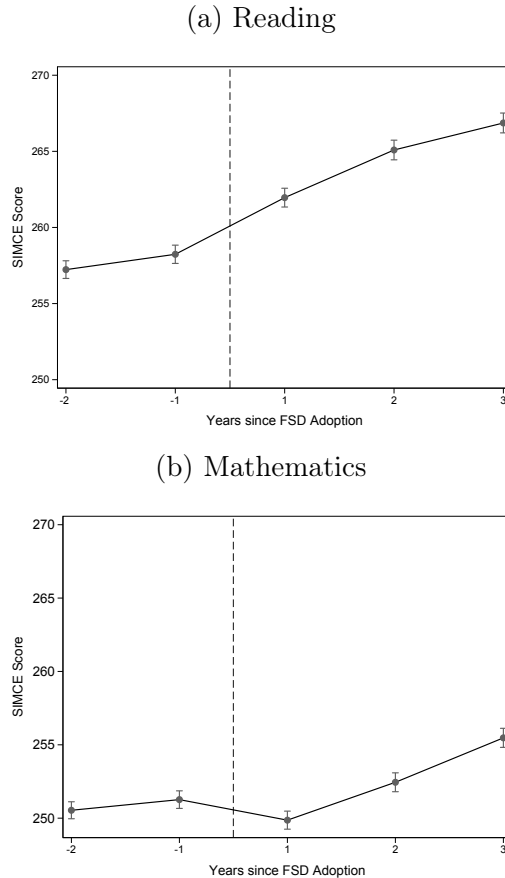 (a) Reading
270
265
260
255
250
SIMCE Score
-2 -1 1 2 3
Years since FSD Adoption
(b) Mathematics
270
265
260
255
250
SIMCE Score
-2 -1 1 2 3
Years since FSD Adoption